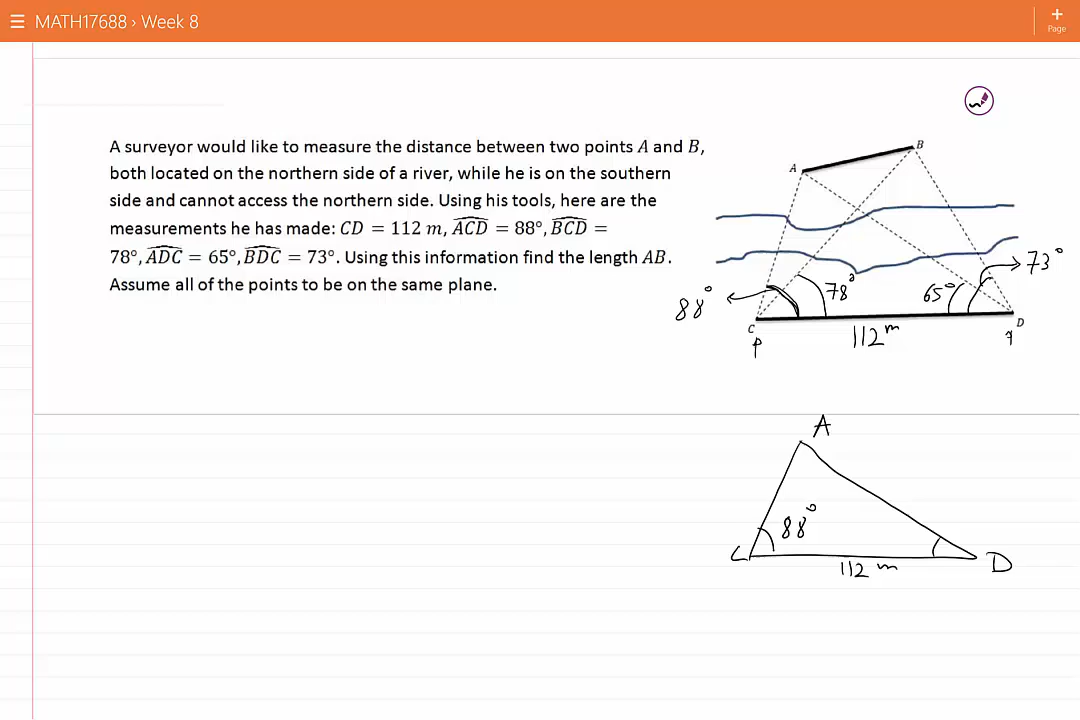 MATH17688 › Week 8
+
Page
A surveyor would like to measure the distance between two points A and B,
both located on the northern side of a river, while he is on the southern
side and cannot access the northern side. Using his tools, here are the
measurements he has made: CD = 112 m, ACD = 88°, BCD =
78°, ADC = 65°, BDC = 73°. Using this information find the length AB.
Assume all of the points to be on the same plane.
B
A
73°
88°
78°
65°
C
D
112 m
P
A
88°
C
112 m
D